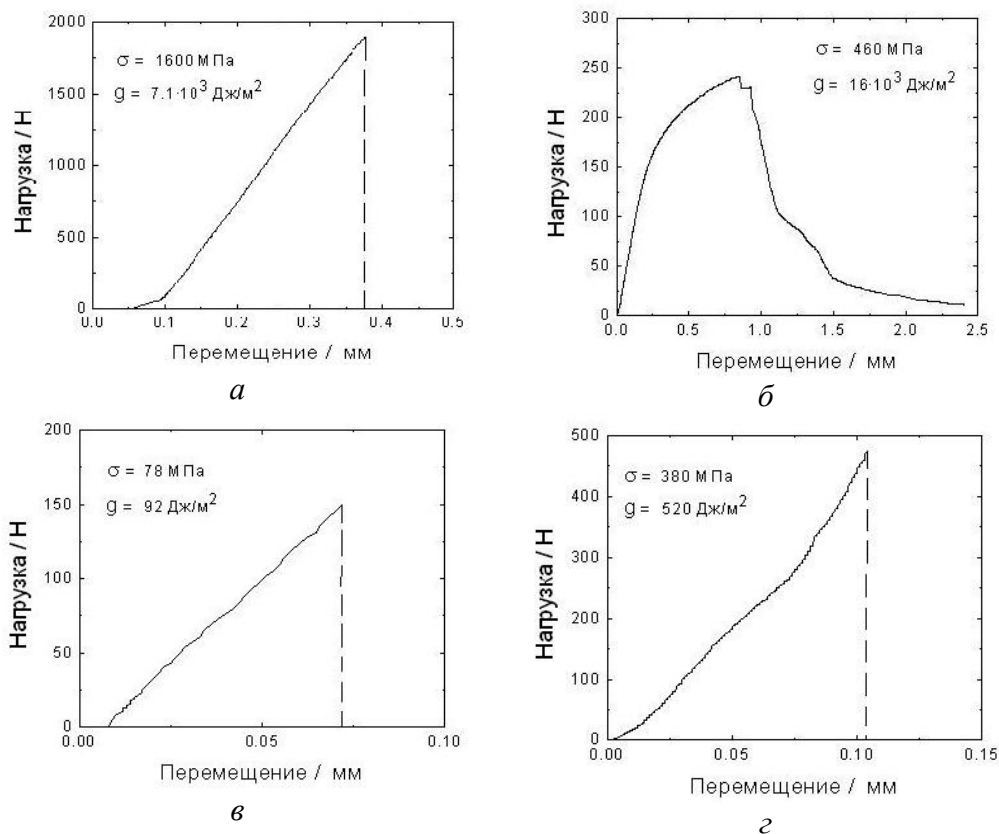 Нагрузка / Н
2000
1500
1000
500
0
σ = 1600 МПа
g = 7.1·10³ Дж/м²
0.0 0.1 0.2 0.3 0.4 0.5
Перемещение / мм
а
Нагрузка / Н
300
250
200
150
100
50
0
σ = 460 МПа
g = 16·10³ Дж/м²
0.0 0.5 1.0 1.5 2.0 2.5
Перемещение / мм
б
Нагрузка / Н
200
150
100
50
0
σ = 78 МПа
g = 92 Дж/м²
0.00 0.05 0.10
Перемещение / мм
в
Нагрузка / Н
500
400
300
200
100
0
σ = 380 МПа
g = 520 Дж/м²
0.00 0.05 0.10 0.15
Перемещение / мм
г